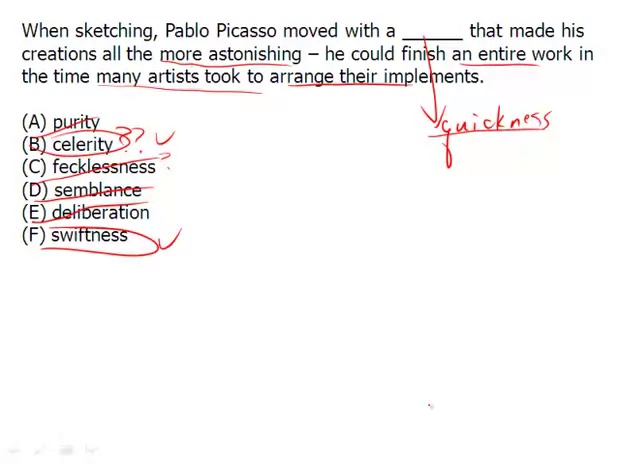 When sketching, Pablo Picasso moved with a _______ that made his
creations all the more astonishing – he could finish an entire work in
the time many artists took to arrange their implements.
quickness
(A) purity
(B) celerity ??
(C) fecklessness ?
(D) semblance
(E) deliberation
(F) swiftness